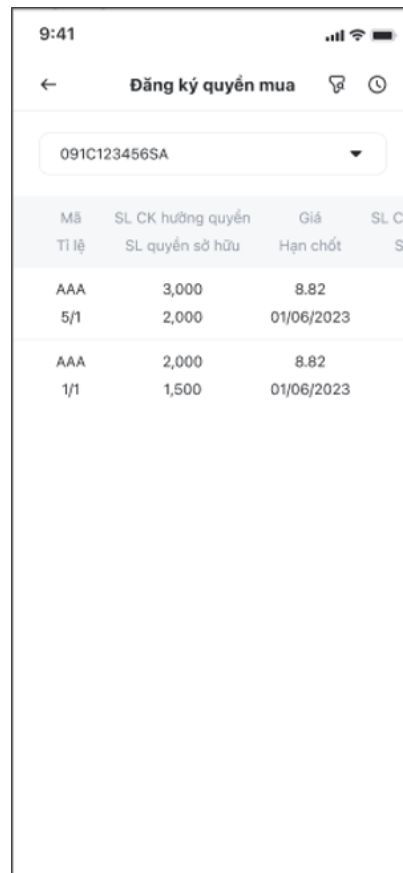 9:41
Đăng ký quyền mua
091C123456SA
Mã SL CK hưởng quyền Giá SL C
Tỉ lệ SL quyền sở hữu Hạn chốt S
AAA 3,000 8.82
5/1 2,000 01/06/2023
AAA 2,000 8.82
1/1 1,500 01/06/2023